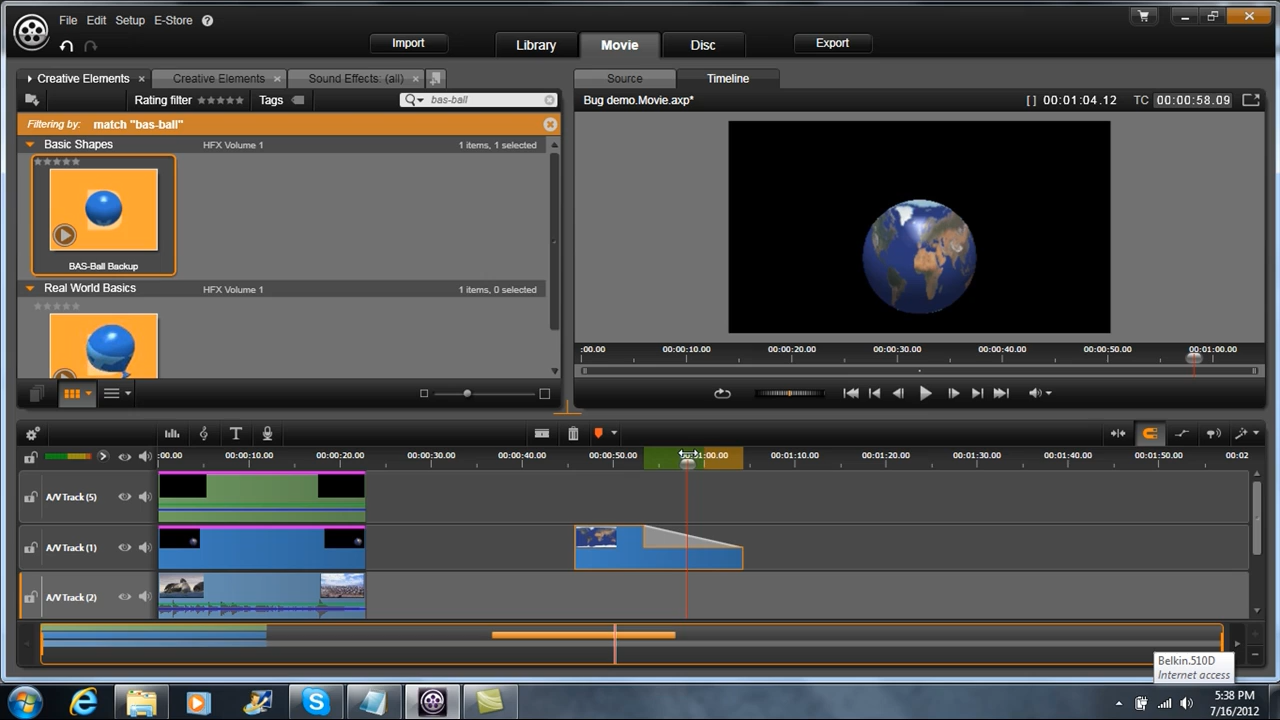 File Edit Setup E-Store ?
Import Library Movie Disc Export
Creative Elements × Creative Elements × Sound Effects: (all) ×
Source Timeline
Rating filter Tags bas-ball
Bug demo.Movie.axp* [ ] 00:01:04.12 TC 00:00:58.09
Filtering by: match "bas-ball"
Basic Shapes HFX Volume 1 1 items, 1 selected
BAS-Ball Backup
Real World Basics HFX Volume 1 1 items, 0 selected
:00.00 00:00:10.00 00:00:20.00 00:00:30.00 00:00:40.00 00:00:50.00 00:01:00.00
:00.00 00:00:10.00 00:00:20.00 00:00:30.00 00:00:40.00 00:00:50.00 00:01:10.00 00:01:20.00 00:01:30.00 00:01:40.00 00:01:50.00 00:02
A/V Track (5)
A/V Track (1)
A/V Track (2)
Belkin.510D
Internet access
5:38 PM
7/16/2012